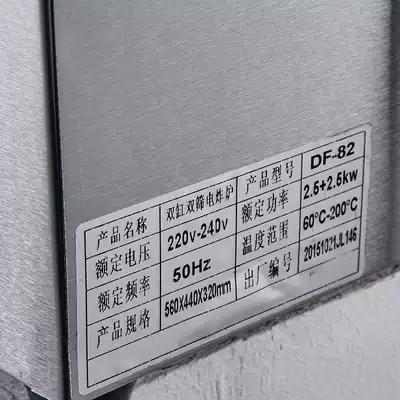 产品名称 双缸双筛电炸炉 产品型号 DF-82
额定电压 220v-240v 额定功率 2.5+2.5kw
额定频率 50Hz 温度范围 60℃-200℃
产品规格 560X440X320mm 出厂编号 20151021JL146